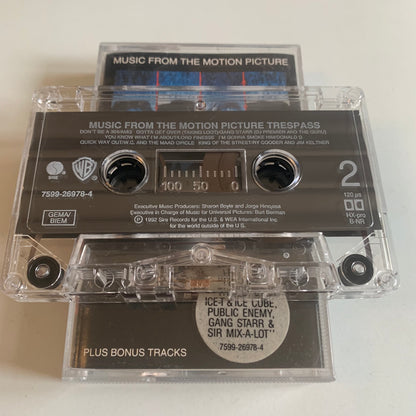 MUSIC FROM THE MOTION PICTURE
MUSIC FROM THE MOTION PICTURE TRESPASS
DON'T BE A 304/AMG GOTTA GET OVER (TAKING LOOT)/GANG STARR (DJ PREMIER AND THE GURU)
YOU KNOW WHAT I'M ABOUT/LORD FINESSE I'M GONNA SMOKE HIM/DONALD D
QUICK WAY OUT/W.C. AND THE MAAD CIRCLE KING OF THE STREET/RY COODER AND JIM KELTNER
SIRE
WB
100 50 0
2
7599-26978-4
120 µs
HX-pro
B-NR
GEMA/
BIEM
Executive Music Producers: Sharon Boyle and Jorge Hinojosa
Executive in Charge of Music for Universal Pictures: Burt Berman
℗ 1992 Sire Records for the U.S. & WEA International Inc.
for the world outside of the U.S.
ICE-T & ICE CUBE,
PUBLIC ENEMY,
GANG STARR &
SIR MIX-A-LOT"
7599-26978-4
PLUS BONUS TRACKS